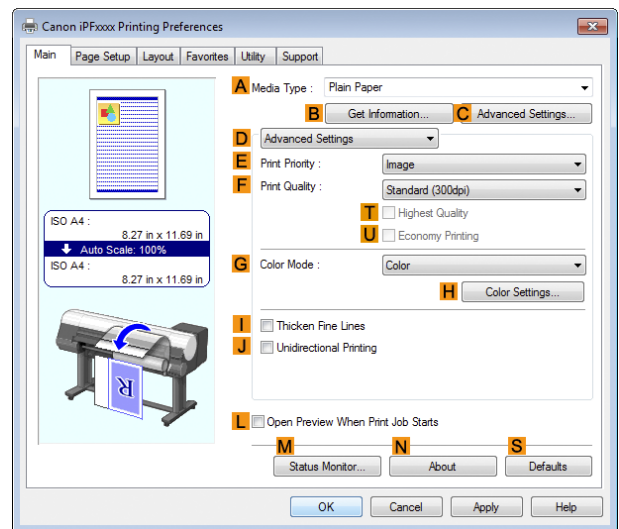 Canon iPFxxxx Printing Preferences
Main Page Setup Layout Favorites Utility Support
A Media Type : Plain Paper
B Get Information... C Advanced Settings...
D Advanced Settings
E Print Priority : Image
F Print Quality : Standard (300dpi)
T Highest Quality
U Economy Printing
ISO A4 :
8.27 in x 11.69 in
Auto Scale: 100%
ISO A4 :
8.27 in x 11.69 in
G Color Mode : Color
H Color Settings...
I Thicken Fine Lines
J Unidirectional Printing
R
L Open Preview When Print Job Starts
M N S
Status Monitor... About Defaults
OK Cancel Apply Help